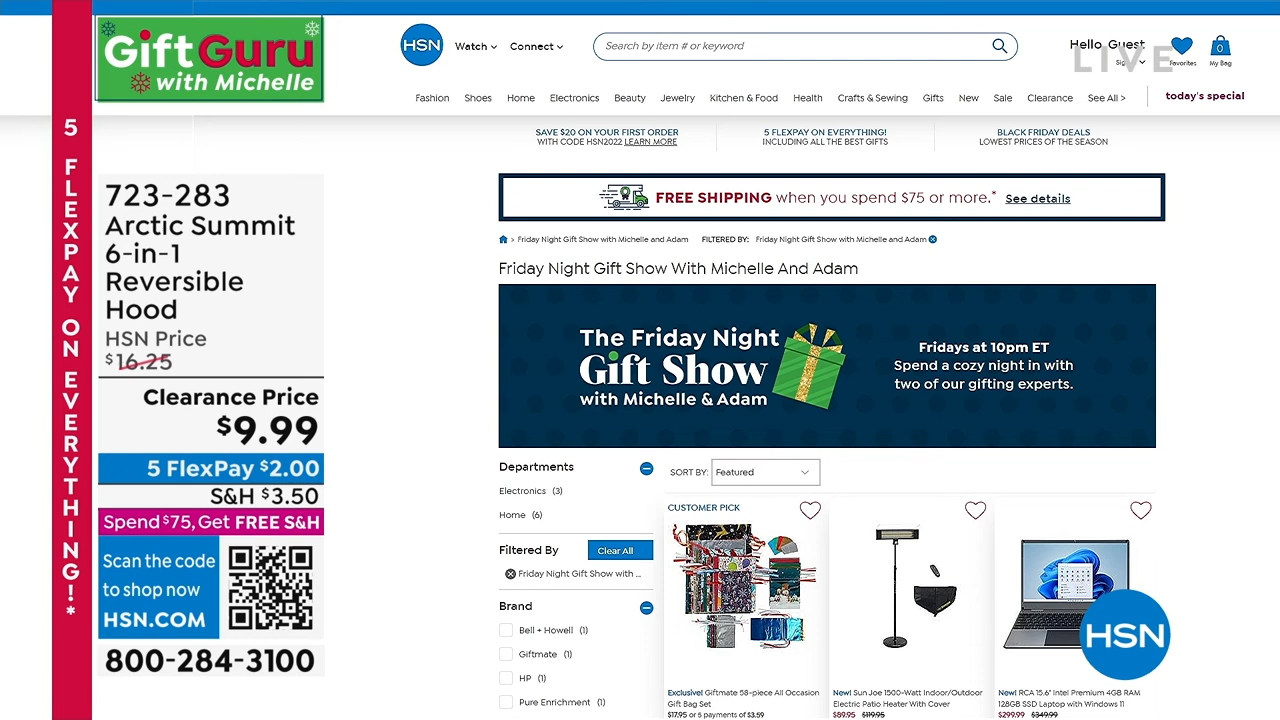 Gift Guru
with Michelle
5 FLEXPAY ON EVERYTHING!*
723-283
Arctic Summit
6-in-1
Reversible
Hood
HSN Price
$16.25
Clearance Price
$9.99
5 FlexPay $2.00
S&H $3.50
Spend $75, Get FREE S&H
Scan the code
to shop now
HSN.COM
800-284-3100
HSN
Watch
Connect
Search by item # or keyword
Hello, Guest
LIVE
Favorites
0
My Bag
Fashion Shoes Home Electronics Beauty Jewelry Kitchen & Food Health Crafts & Sewing Gifts New Sale Clearance See All > today's special
SAVE $20 ON YOUR FIRST ORDER
WITH CODE HSN2022 LEARN MORE
5 FLEXPAY ON EVERYTHING!
INCLUDING ALL THE BEST GIFTS
BLACK FRIDAY DEALS
LOWEST PRICES OF THE SEASON
FREE SHIPPING when you spend $75 or more.* See details
> Friday Night Gift Show with Michelle and Adam FILTERED BY: Friday Night Gift Show with Michelle and Adam
Friday Night Gift Show With Michelle And Adam
The Friday Night
Gift Show
with Michelle & Adam
Fridays at 10pm ET
Spend a cozy night in with
two of our gifting experts.
Departments
Electronics (3)
Home (6)
Filtered By Clear All
Friday Night Gift Show with ...
Brand
Bell + Howell (1)
Giftmate (1)
HP (1)
Pure Enrichment (1)
SORT BY: Featured
CUSTOMER PICK
Exclusive! Giftmate 58-piece All Occasion
Gift Bag Set
$17.95 or 5 payments of $3.59
New! Sun Joe 1500-Watt Indoor/Outdoor
Electric Patio Heater With Cover
$89.95 $119.95
New! RCA 15.6" Intel Pentium 4GB RAM
128GB SSD Laptop with Windows 11
$299.99 $349.99
HSN